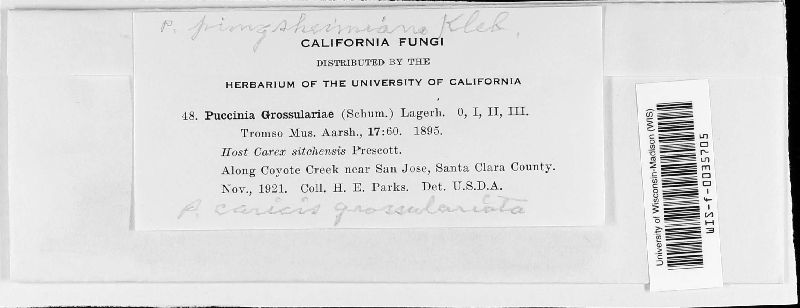 P. pringsheimiana Kleb.
CALIFORNIA FUNGI
DISTRIBUTED BY THE
HERBARIUM OF THE UNIVERSITY OF CALIFORNIA
48. Puccinia Grossulariae (Schum.) Lagerh. 0, I, II, III.
Tromso Mus. Aarsh., 17:60. 1895.
Host Carex sitchensis Prescott.
Along Coyote Creek near San Jose, Santa Clara County.
Nov., 1921. Coll. H. E. Parks. Det. U.S.D.A.
P. caricis grossulariata
University of Wisconsin-Madison (WIS)
WIS-f-0035705